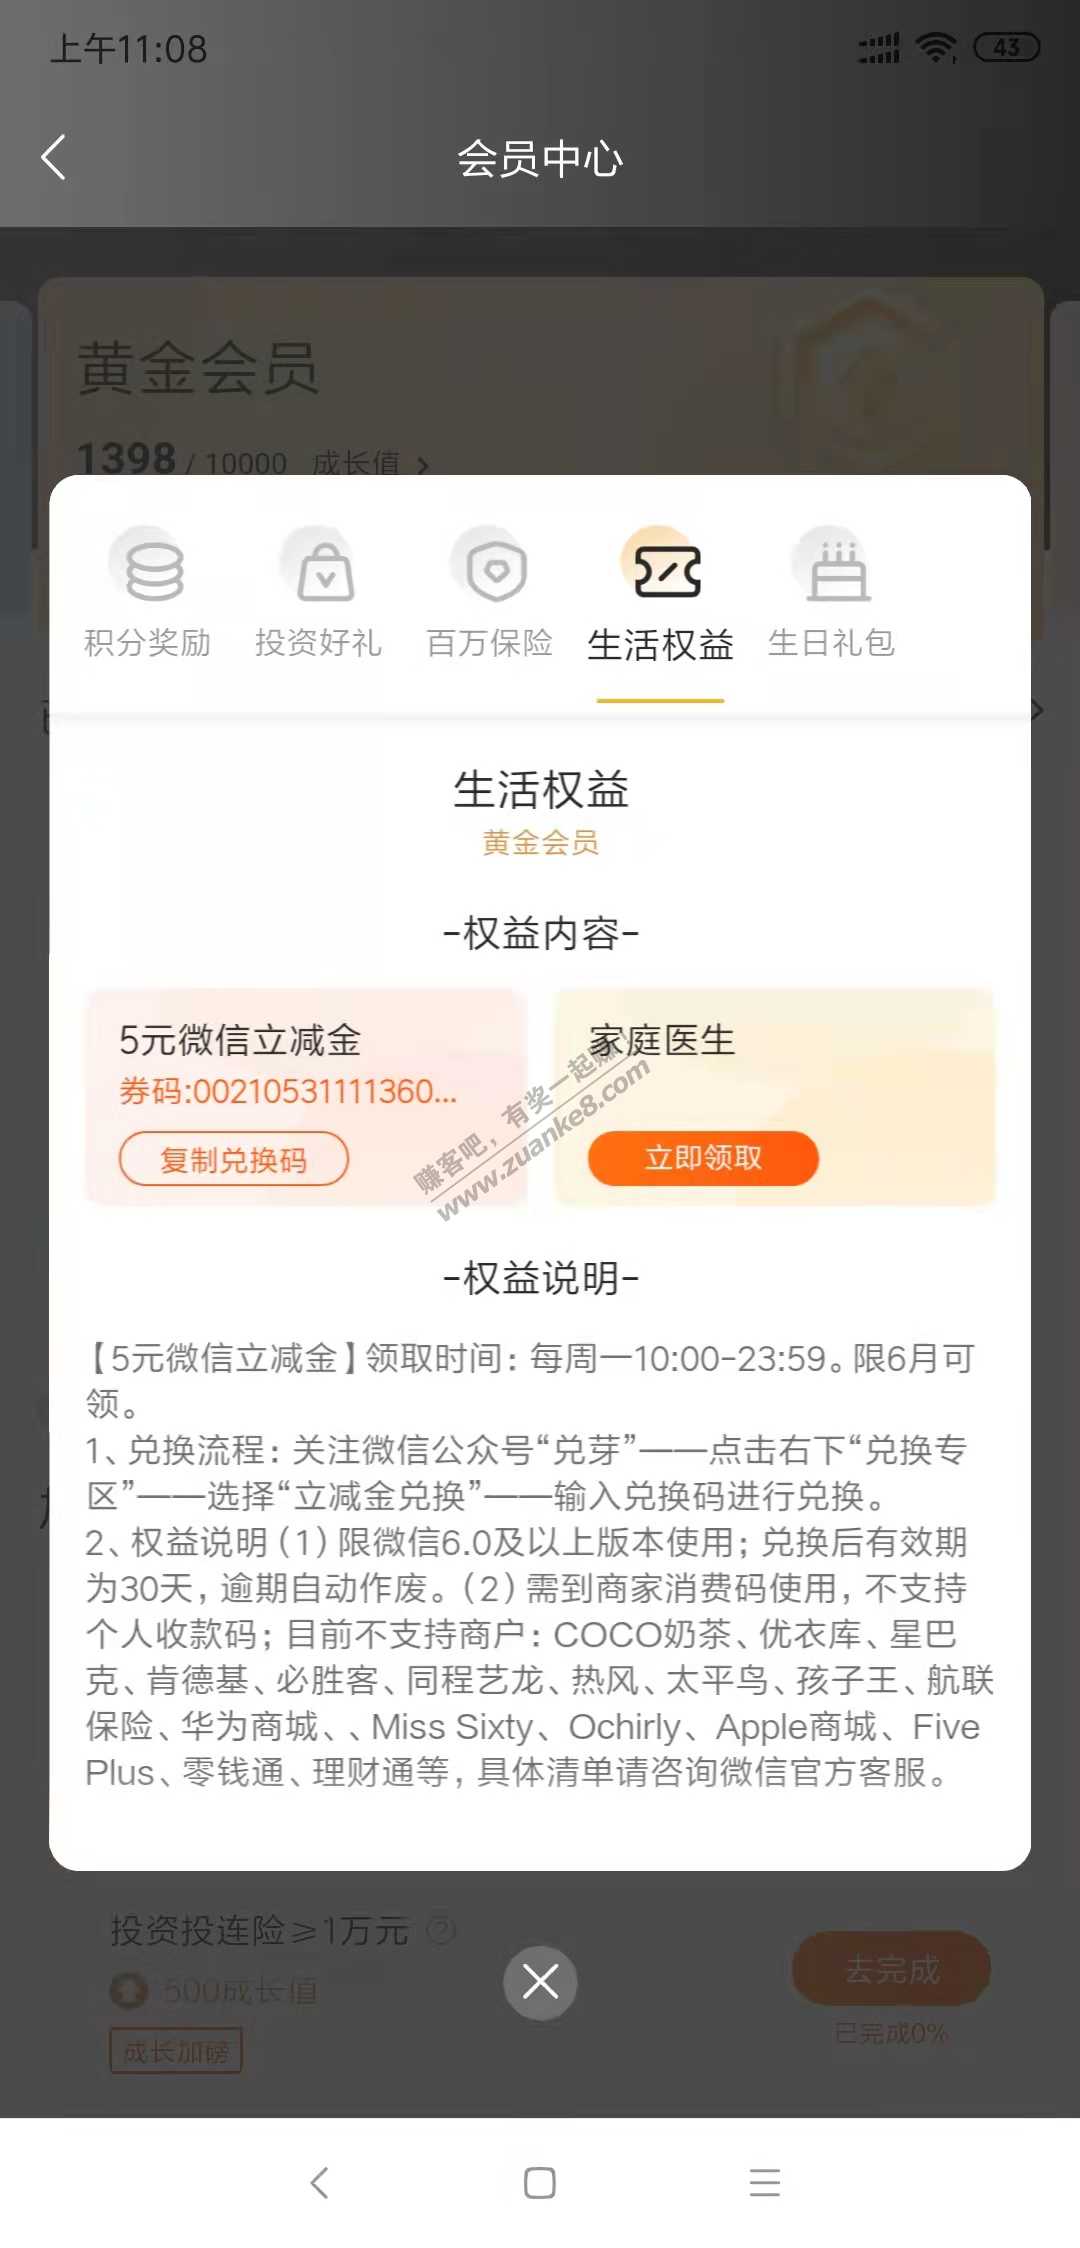 上午11:08
43
会员中心
黄金会员
1398 / 10000 成长值 >
积分奖励 投资好礼 百万保险 生活权益 生日礼包
生活权益
黄金会员
-权益内容-
5元微信立减金
券码:00210531111360...
复制兑换码
家庭医生
立即领取
赚客吧，有奖一起赚！
www.zuanke8.com
-权益说明-
【5元微信立减金】领取时间：每周一10:00-23:59。限6月可
领。
1、兑换流程：关注微信公众号“兑芽”——点击右下“兑换专
区”——选择“立减金兑换”——输入兑换码进行兑换。
2、权益说明（1）限微信6.0及以上版本使用；兑换后有效期
为30天，逾期自动作废。（2）需到商家消费码使用，不支持
个人收款码；目前不支持商户：COCO奶茶、优衣库、星巴
克、肯德基、必胜客、同程艺龙、热风、太平鸟、孩子王、航联
保险、华为商城、、Miss Sixty、Ochirly、Apple商城、Five
Plus、零钱通、理财通等，具体清单请咨询微信官方客服。
投资投连险≥1万元 ?
500成长值
成长加磅
去完成
已完成0%